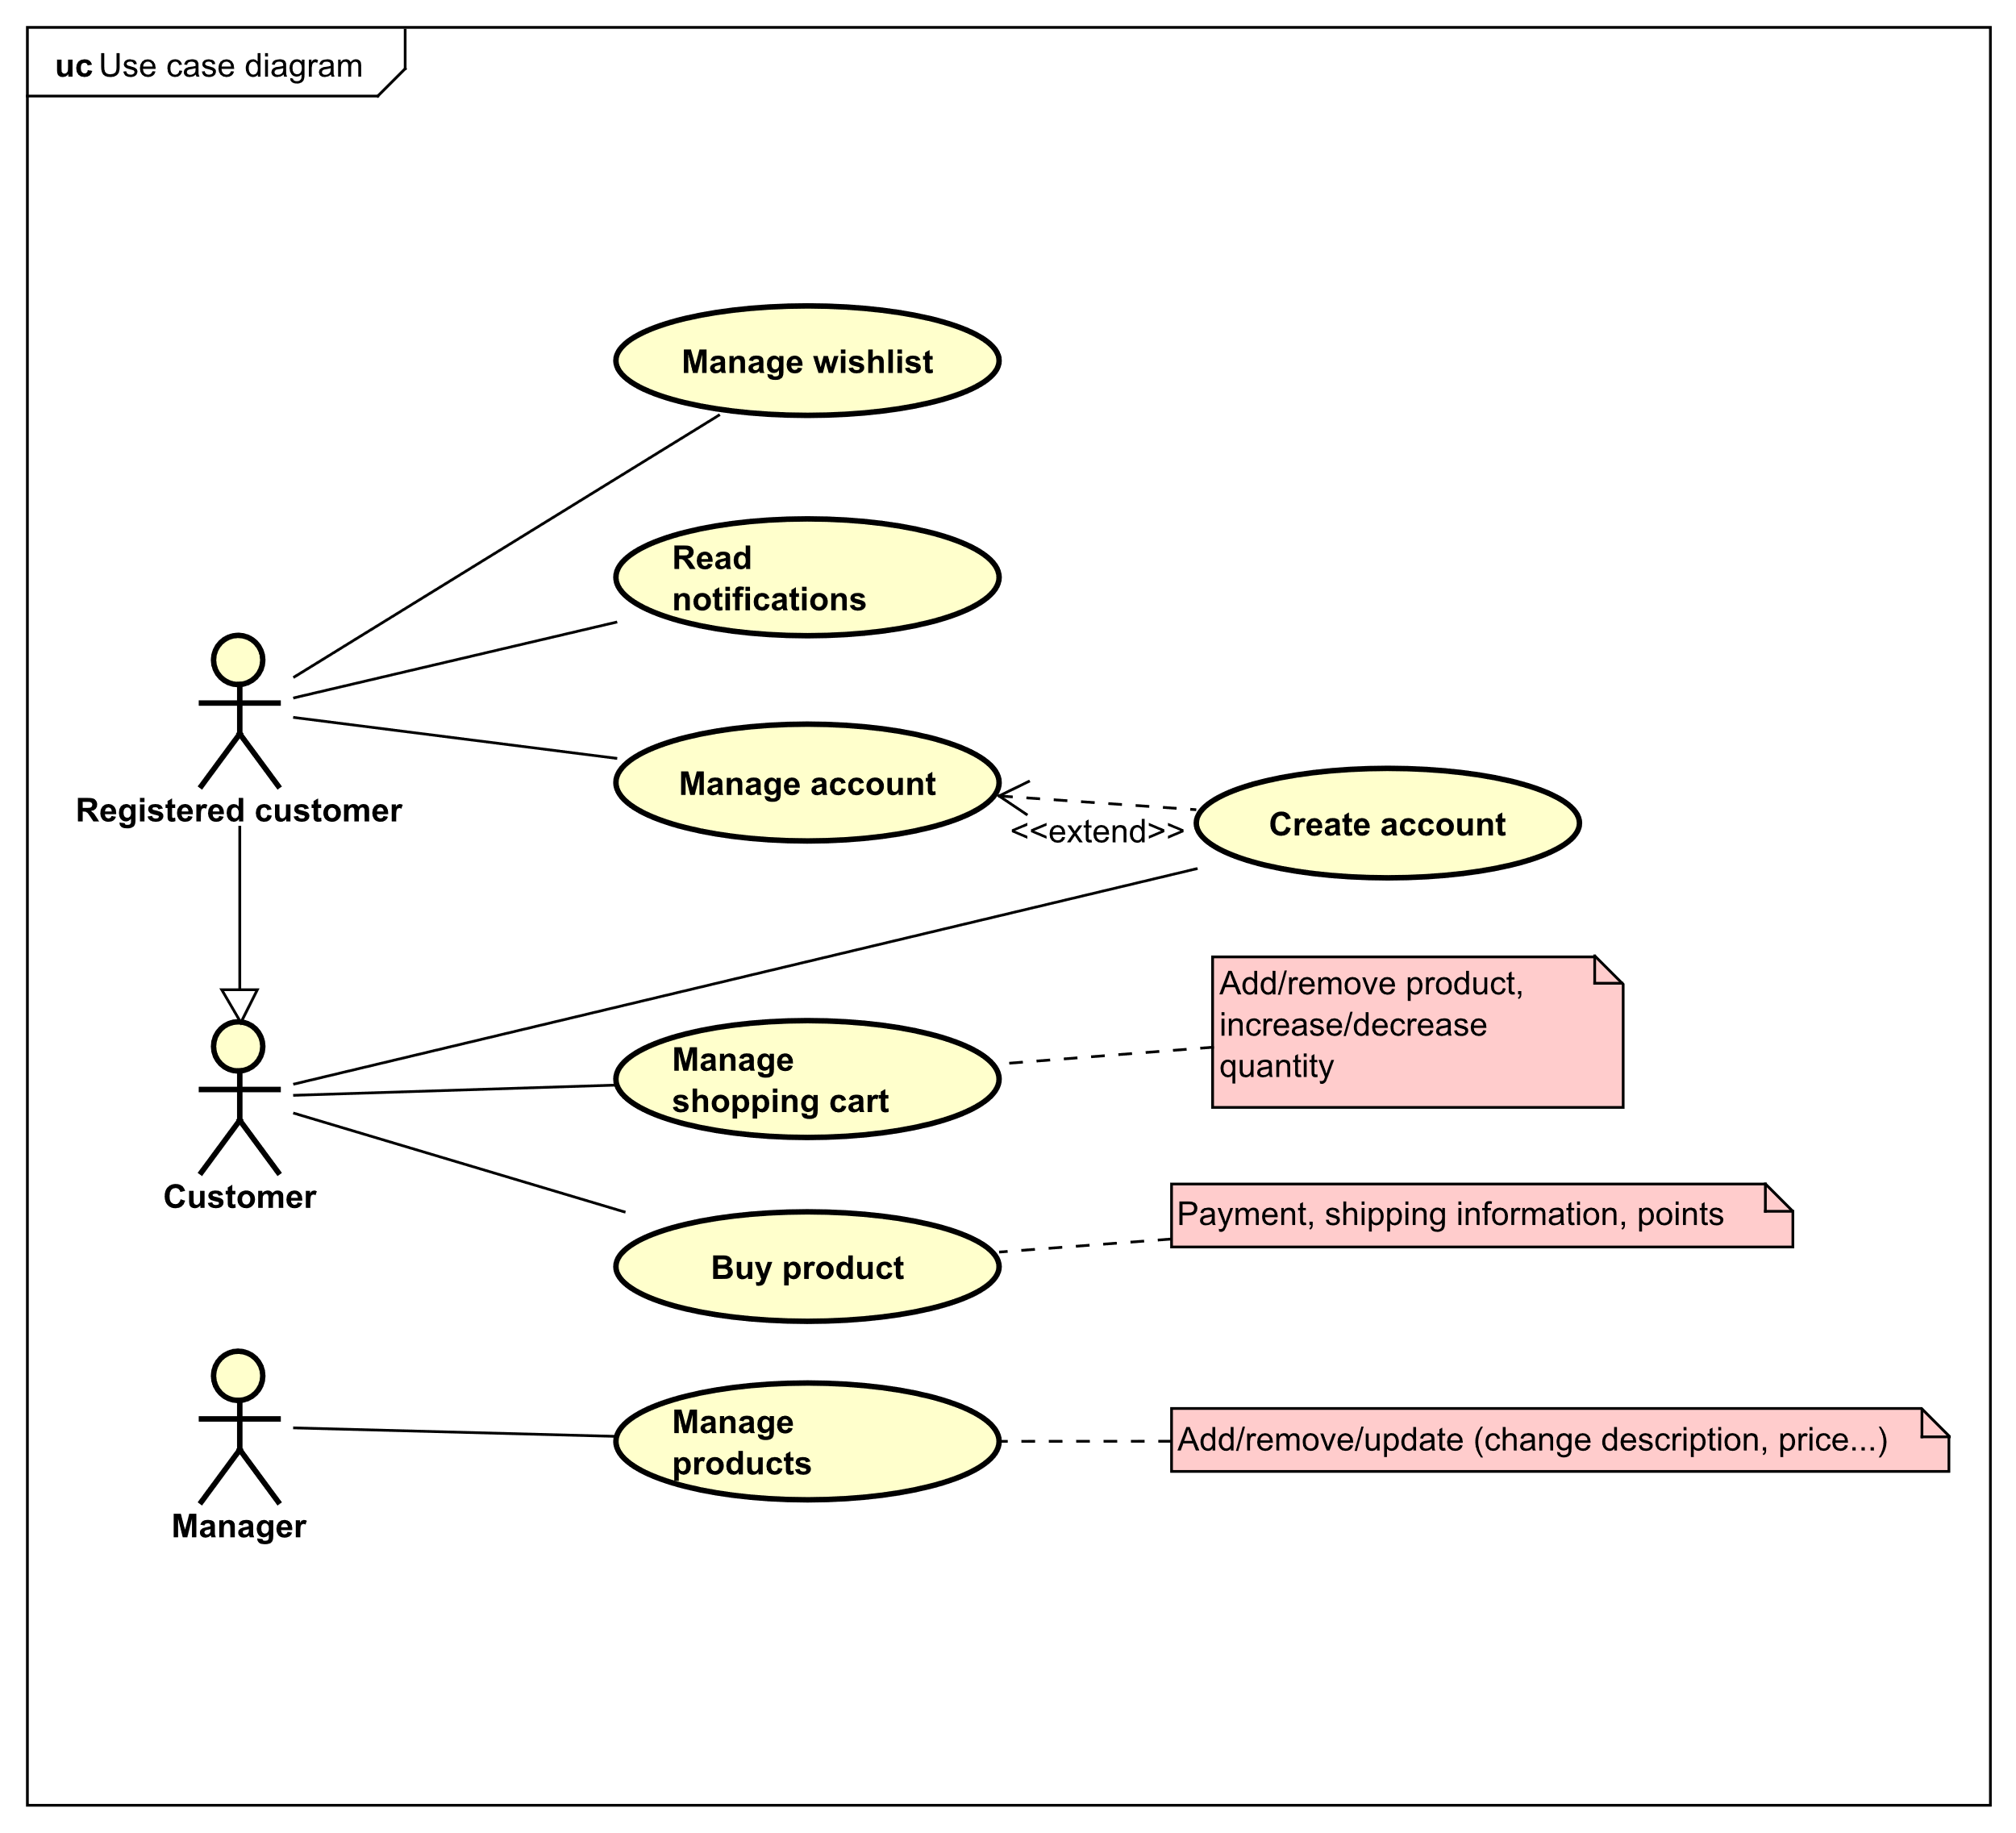 uc Use case diagram
Manage wishlist
Read
notifications
Registered customer
Manage account
<<extend>>
Create account
Add/remove product,
increase/decrease
quantity
Manage
shopping cart
Customer
Payment, shipping information, points
Buy product
Manage
products
Add/remove/update (change description, price...)
Manager